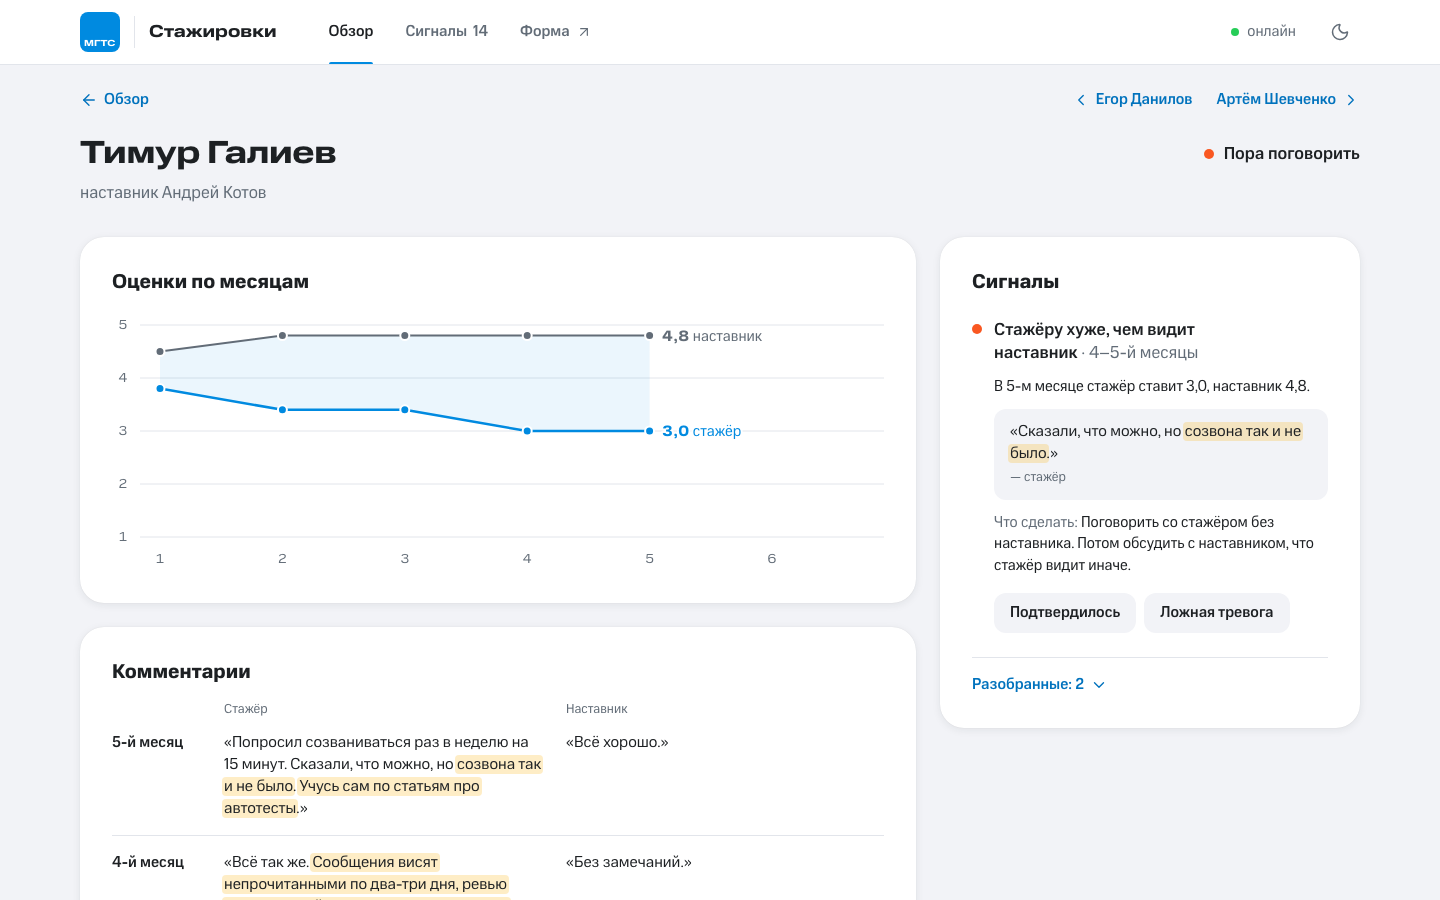 МГТС
Стажировки
Обзор
Сигналы 14
Форма
онлайн
Обзор
Егор Данилов
Артём Шевченко
Тимур Галиев
Пора поговорить
наставник Андрей Котов
Оценки по месяцам
5
4
3
2
1
4,8 наставник
3,0 стажёр
1 2 3 4 5 6
Сигналы
Стажёру хуже, чем видит
наставник · 4–5-й месяцы
В 5-м месяце стажёр ставит 3,0, наставник 4,8.
«Сказали, что можно, но созвона так и не
было.»
— стажёр
Что сделать: Поговорить со стажёром без
наставника. Потом обсудить с наставником, что
стажёр видит иначе.
Подтвердилось
Ложная тревога
Разобранные: 2
Комментарии
Стажёр
Наставник
5-й месяц
«Попросил созваниваться раз в неделю на
15 минут. Сказали, что можно, но созвона так
и не было. Учусь сам по статьям про
автотесты.»
«Всё хорошо.»
4-й месяц
«Всё так же. Сообщения висят
непрочитанными по два-три дня, ревью
«Без замечаний.»